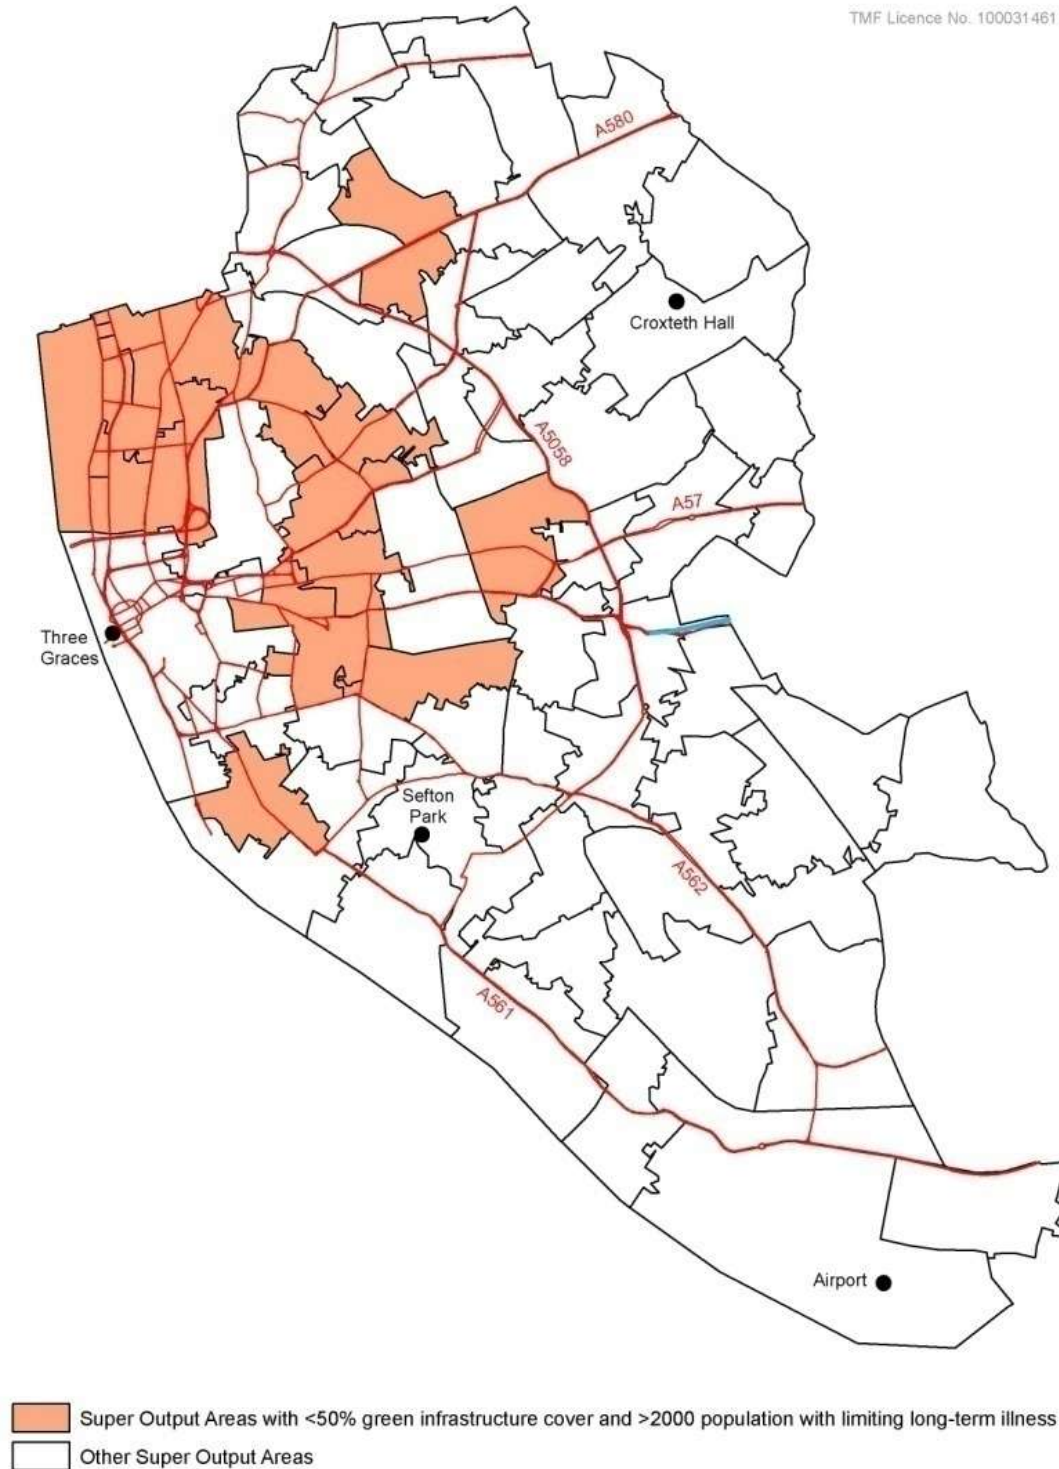 TMF Licence No. 100031461
A580
Croxteth Hall
A5058
A57
Three
Graces
Sefton
Park
A562
A561
Airport
Super Output Areas with <50% green infrastructure cover and >2000 population with limiting long-term illness
Other Super Output Areas